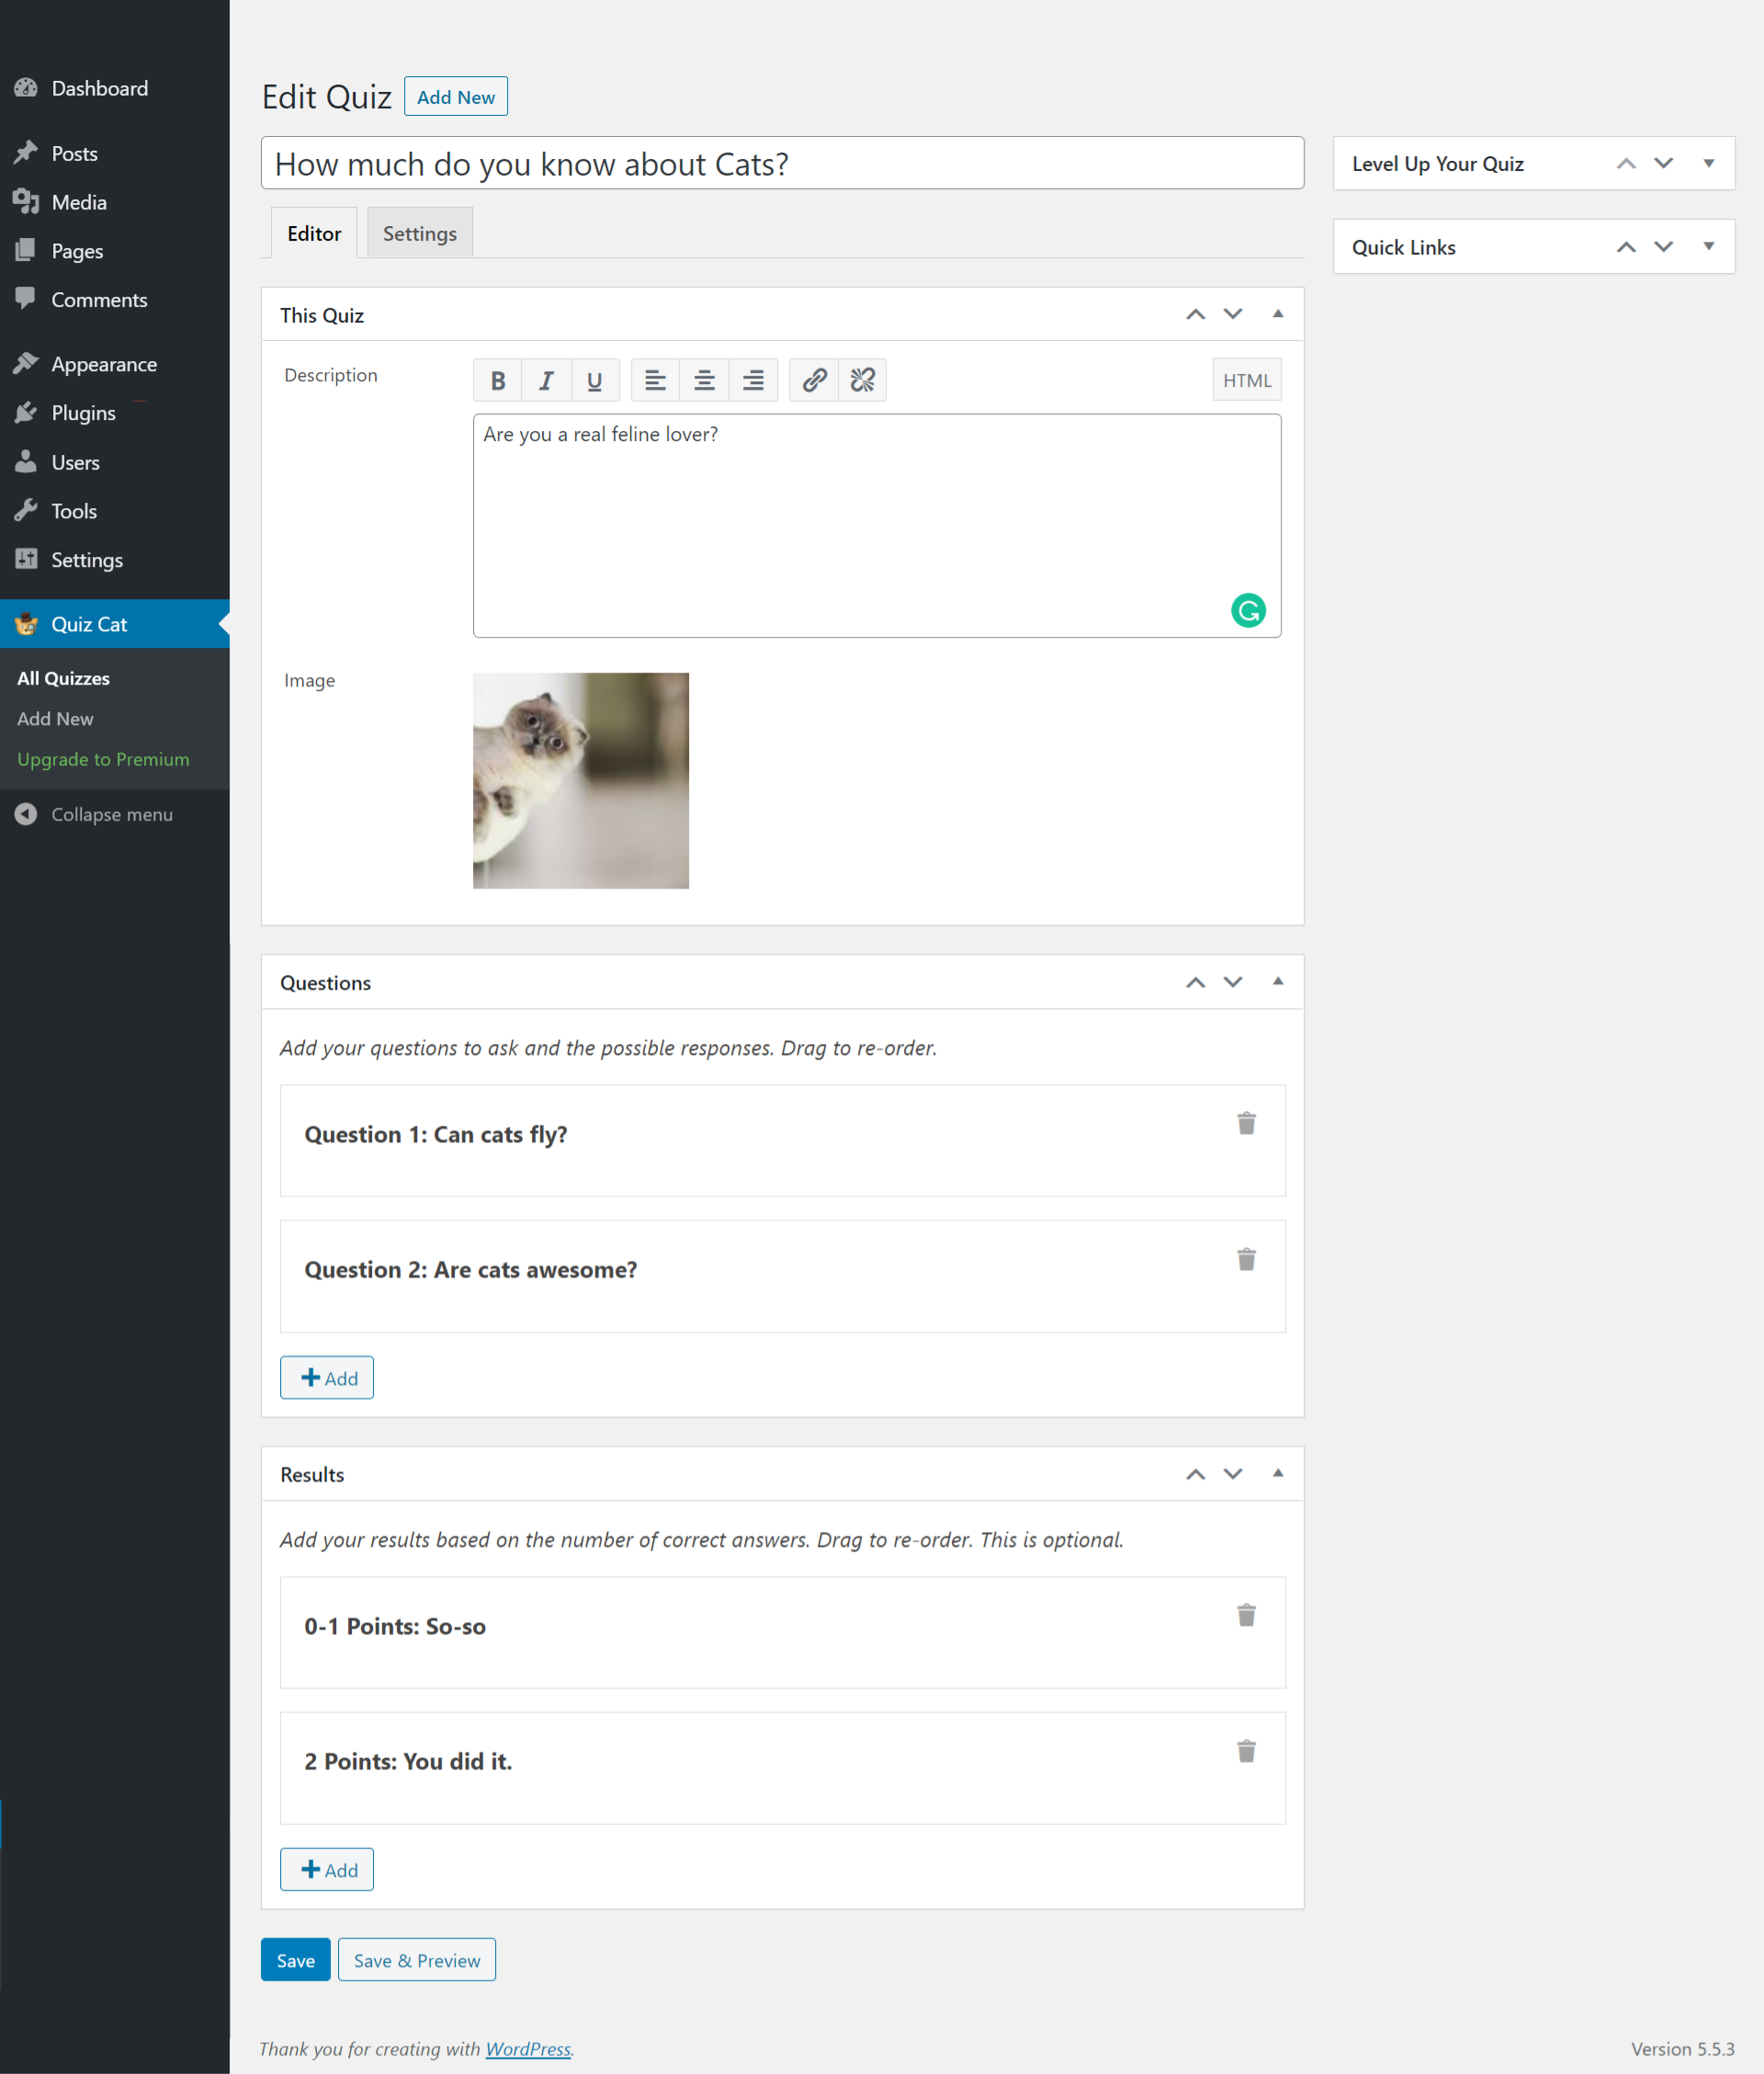 Dashboard
Posts
Media
Pages
Comments
Appearance
Plugins
Users
Tools
Settings
Quiz Cat
All Quizzes
Add New
Upgrade to Premium
Collapse menu
Edit Quiz Add New
How much do you know about Cats?
Editor Settings
This Quiz
Description
B I U HTML
Are you a real feline lover?
Image
Questions
Add your questions to ask and the possible responses. Drag to re-order.
Question 1: Can cats fly?
Question 2: Are cats awesome?
Add
Results
Add your results based on the number of correct answers. Drag to re-order. This is optional.
0-1 Points: So-so
2 Points: You did it.
Add
Save Save & Preview
Level Up Your Quiz
Quick Links
Thank you for creating with WordPress.
Version 5.5.3